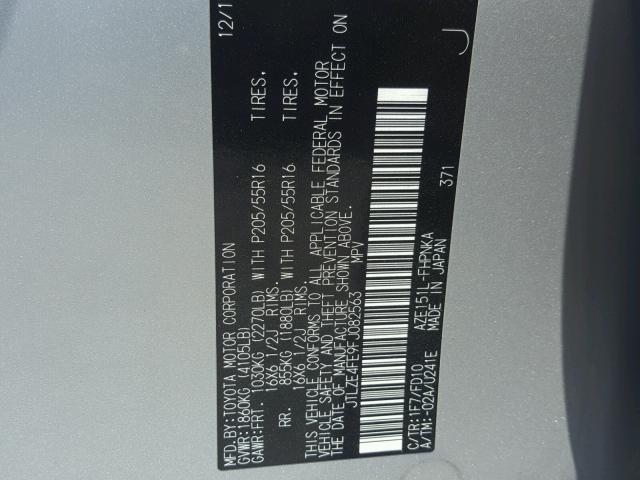 MFD.BY:TOYOTA MOTOR CORPORATION 12/1
GVWR:1860KG (4105LB)
GAWR:FRT. 1030KG (2270LB) WITH P205/55R16 TIRES.
16X6 1/2J RIMS.
RR. 855KG (1880LB) WITH P205/55R16 TIRES.
16X6 1/2J RIMS.
THIS VEHICLE CONFORMS TO ALL APPLICABLE FEDERAL MOTOR
VEHICLE SAFETY AND THEFT PREVENTION STANDARDS IN EFFECT ON
THE DATE OF MANUFACTURE SHOWN ABOVE.
JTLZE4FE9FJ082563 MPV
AZE151L-FHPNKA 371
C/TR:1F7/FD10 MADE IN JAPAN
A/TM:-02A/U241E
J